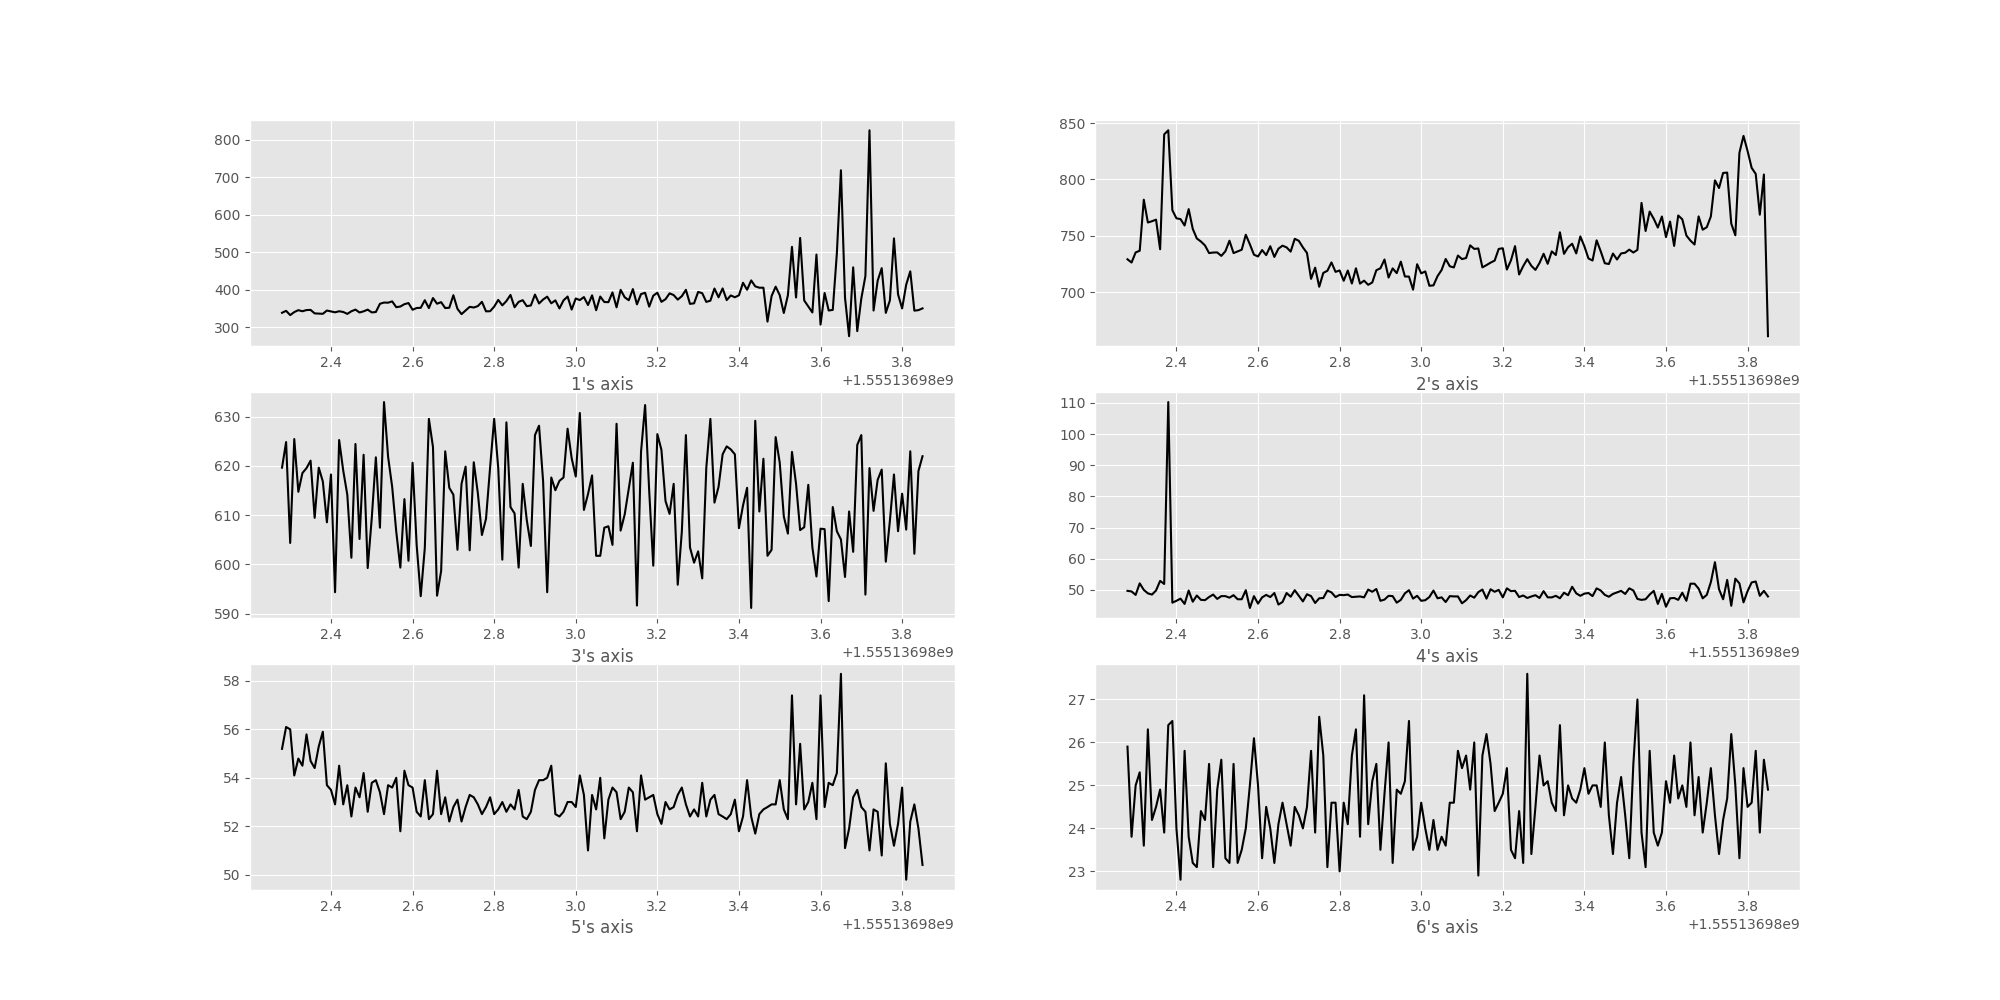 800
700
600
500
400
300
2.4 2.6 2.8 3.0 3.2 3.4 3.6 3.8
+1.55513698e9
1's axis
850
800
750
700
2.4 2.6 2.8 3.0 3.2 3.4 3.6 3.8
+1.55513698e9
2's axis
630
620
610
600
590
2.4 2.6 2.8 3.0 3.2 3.4 3.6 3.8
+1.55513698e9
3's axis
110
100
90
80
70
60
50
2.4 2.6 2.8 3.0 3.2 3.4 3.6 3.8
+1.55513698e9
4's axis
58
56
54
52
50
2.4 2.6 2.8 3.0 3.2 3.4 3.6 3.8
+1.55513698e9
5's axis
27
26
25
24
23
2.4 2.6 2.8 3.0 3.2 3.4 3.6 3.8
+1.55513698e9
6's axis